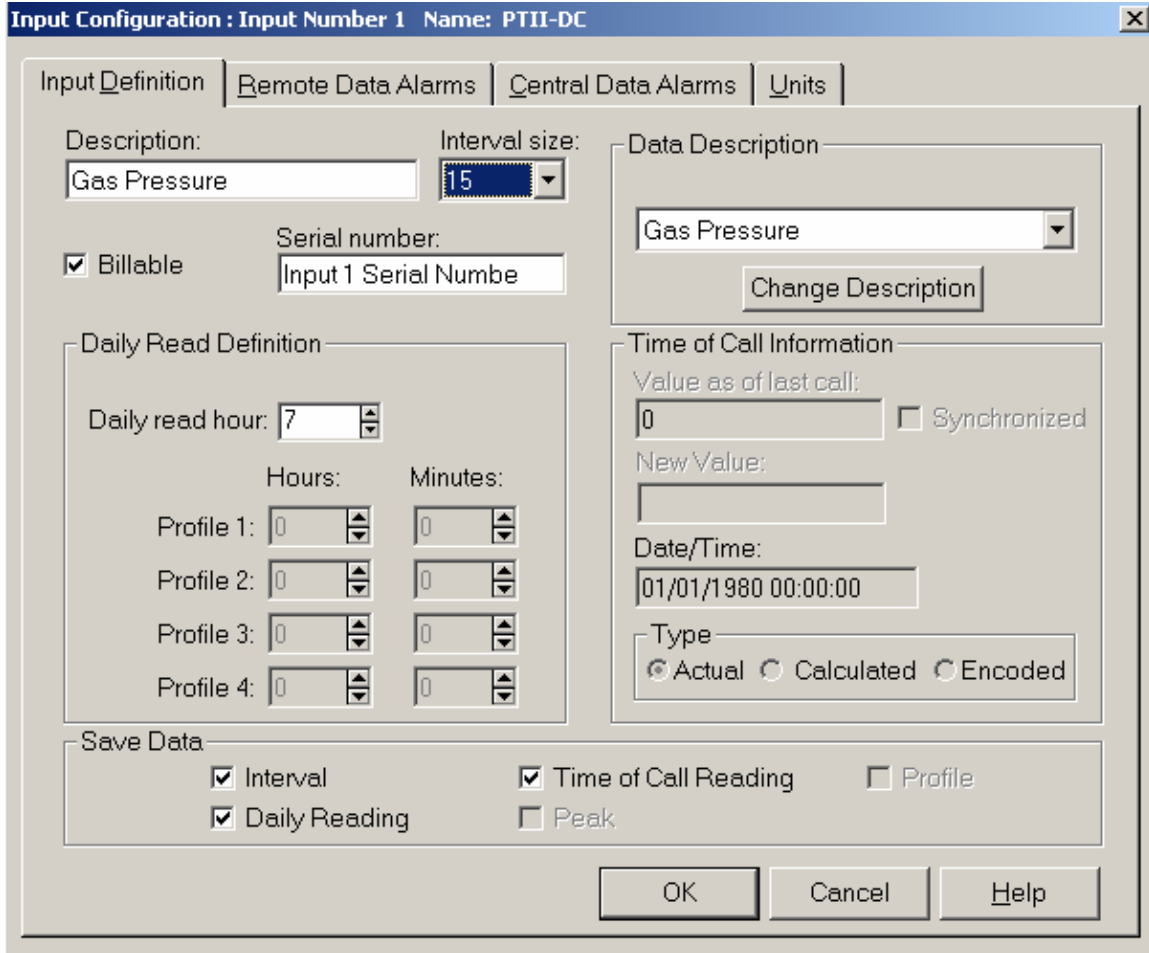 Input Configuration : Input Number 1 Name: PTII-DC
Input Definition
Remote Data Alarms
Central Data Alarms
Units
Description:
Interval size:
Gas Pressure
15
Billable
Serial number:
Input 1 Serial Numbe
Data Description
Gas Pressure
Change Description
Daily Read Definition
Daily read hour: 7
Hours: Minutes:
Profile 1: 0 0
Profile 2: 0 0
Profile 3: 0 0
Profile 4: 0 0
Time of Call Information
Value as of last call:
0
Synchronized
New Value:
Date/Time:
01/01/1980 00:00:00
Type
Actual Calculated Encoded
Save Data
Interval Time of Call Reading Profile
Daily Reading Peak
OK Cancel Help